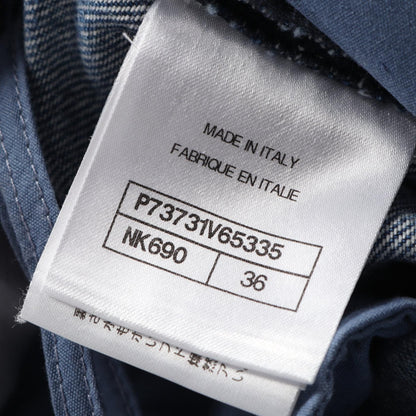 MADE IN ITALY
FABRIQUE EN ITALIE
P73731V65335
NK690
36